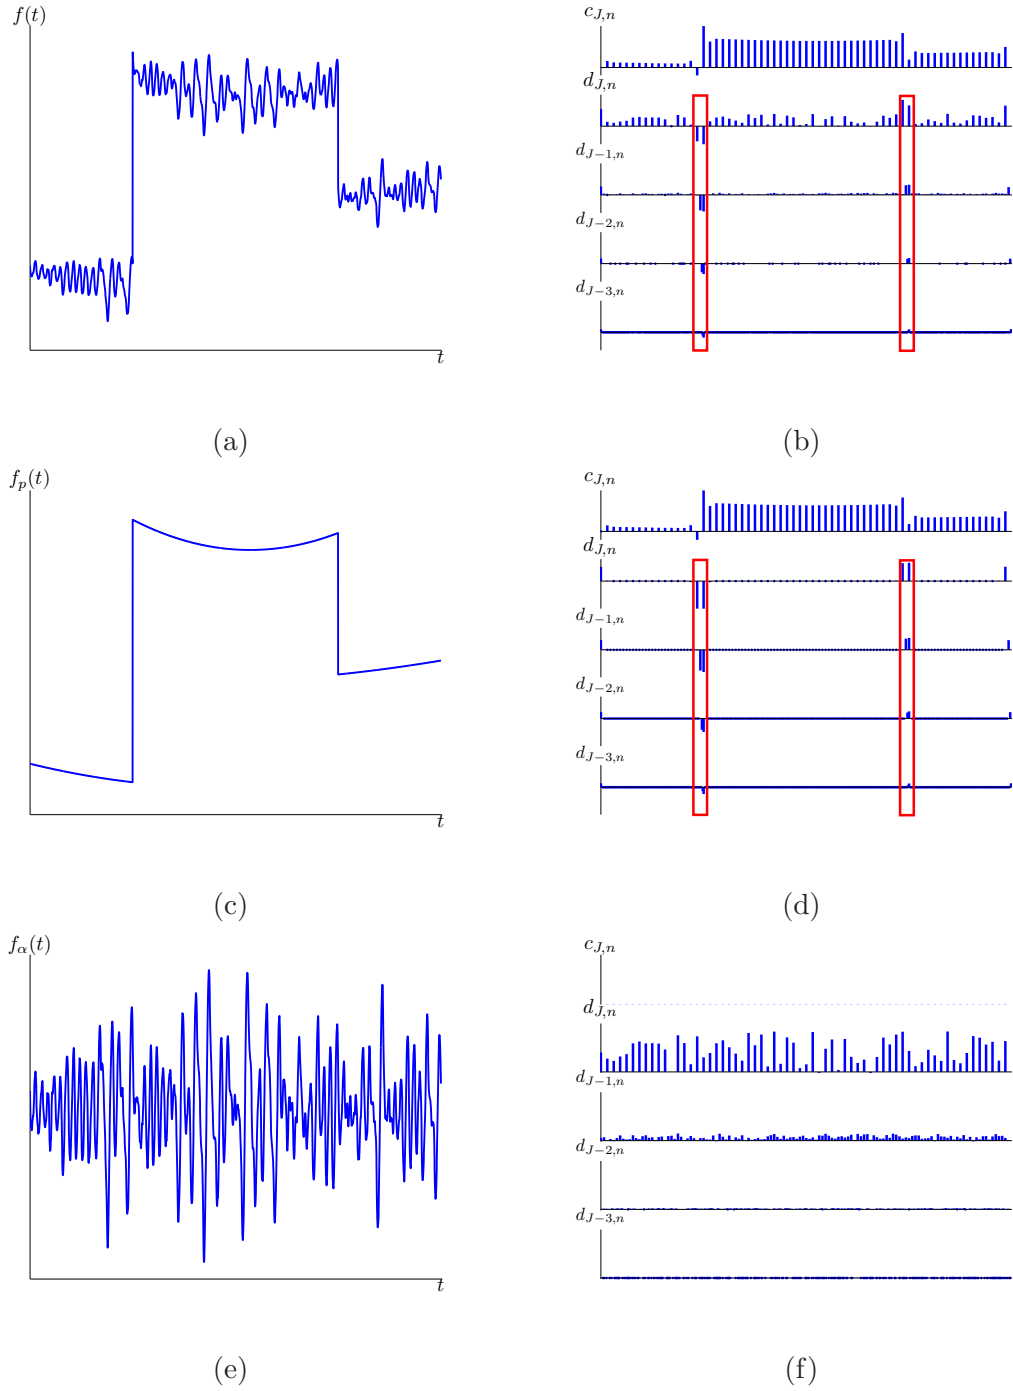 f(t)
t
(a)
c_{J,n}
d_{J,n}
d_{J−1,n}
d_{J−2,n}
d_{J−3,n}
(b)
f_p(t)
t
(c)
c_{J,n}
d_{J,n}
d_{J−1,n}
d_{J−2,n}
d_{J−3,n}
(d)
f_α(t)
t
(e)
c_{J,n}
d_{J,n}
d_{J−1,n}
d_{J−2,n}
d_{J−3,n}
(f)